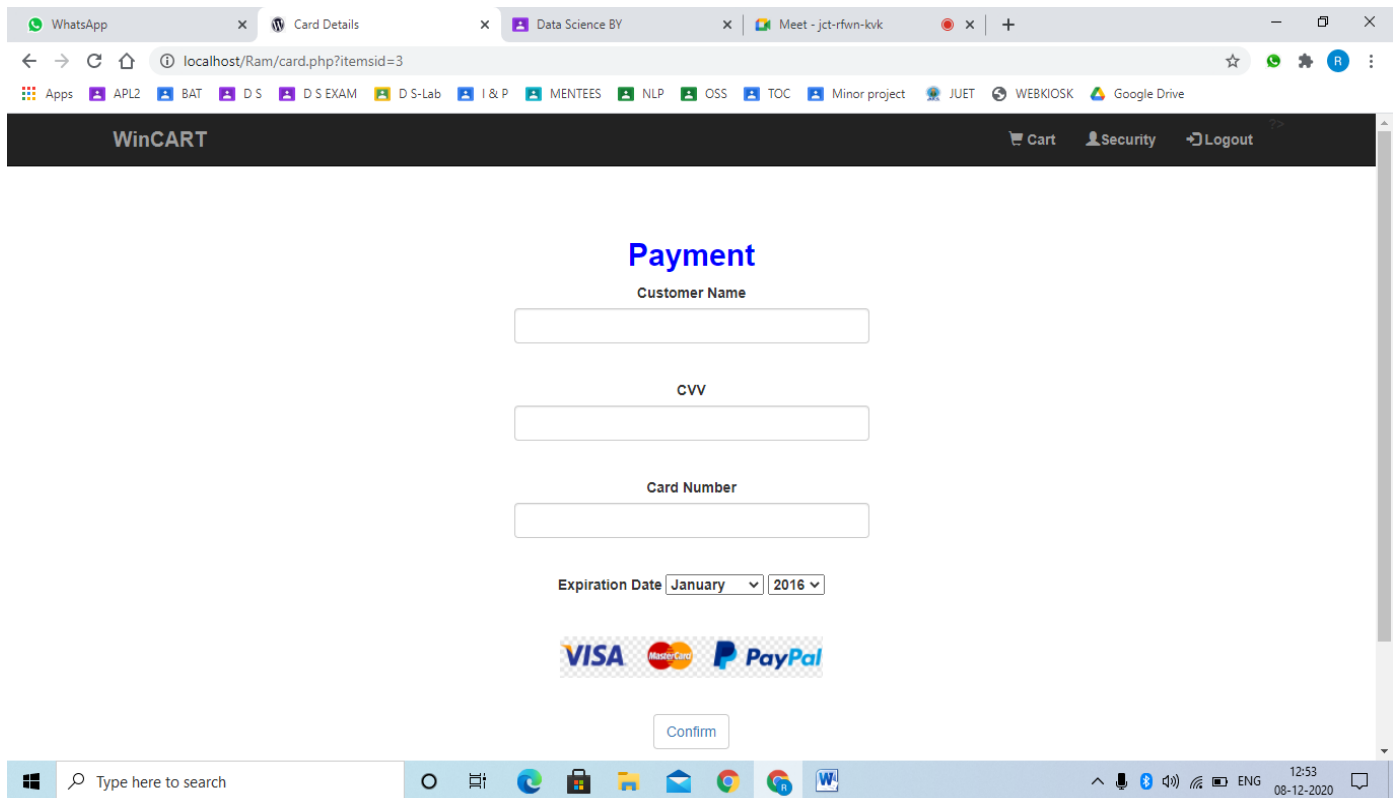 WhatsApp Card Details Data Science BY Meet - jct-rfwn-kvk
localhost/Ram/card.php?itemsid=3 R
Apps APL2 BAT D S D S EXAM D S-Lab I & P MENTEES NLP OSS TOC Minor project JUET WEBKIOSK Google Drive
WinCART Cart Security Logout ?>
Payment
Customer Name
CVV
Card Number
Expiration Date January 2016
VISA MasterCard PayPal
Confirm
Type here to search R W ENG 12:53
08-12-2020